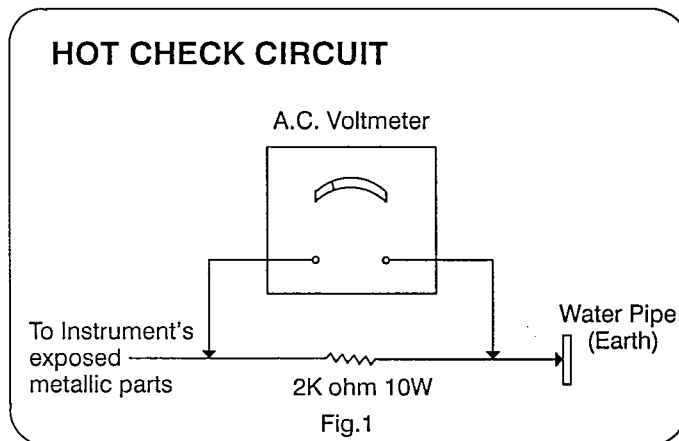 HOT CHECK CIRCUIT
A.C. Voltmeter
Water Pipe
(Earth)
To Instrument's
exposed
metallic parts
2K ohm 10W
Fig.1